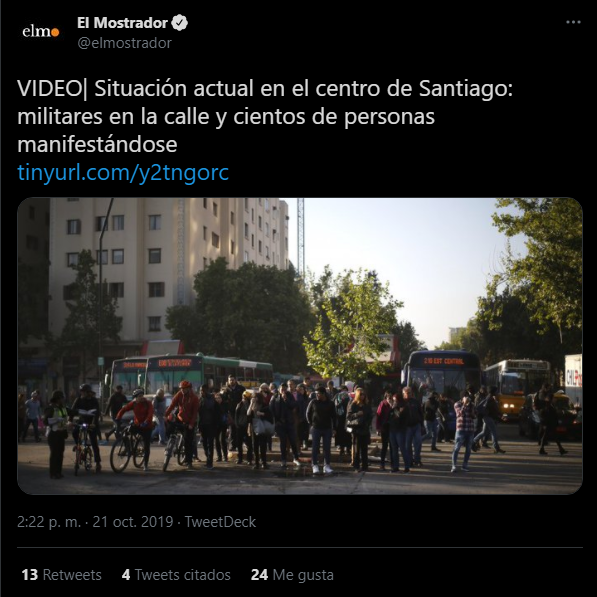 elmo
El Mostrador
@elmostrador
VIDEO| Situación actual en el centro de Santiago:
militares en la calle y cientos de personas
manifestándose
tinyurl.com/y2tngorc
2:22 p. m. · 21 oct. 2019 · TweetDeck
13 Retweets 4 Tweets citados 24 Me gusta